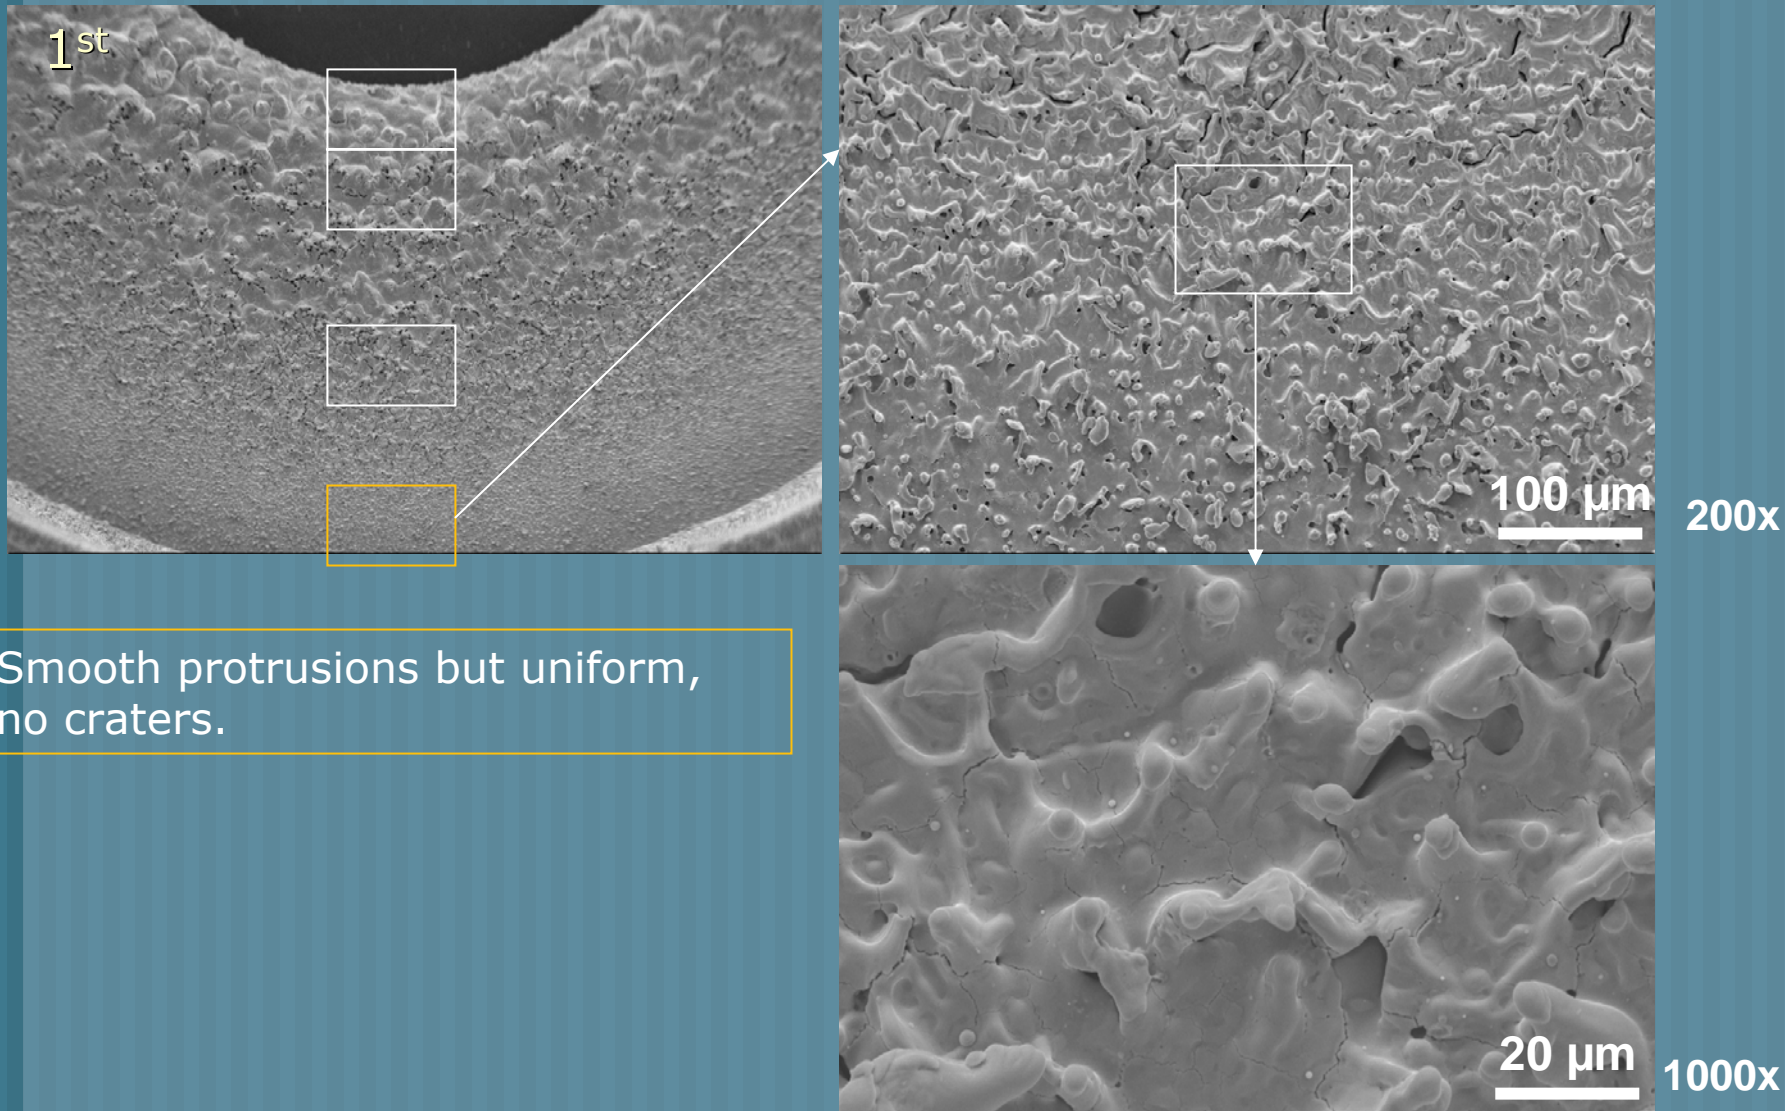 1st
100 µm
200x
Smooth protrusions but uniform,
no craters.
20 µm
1000x